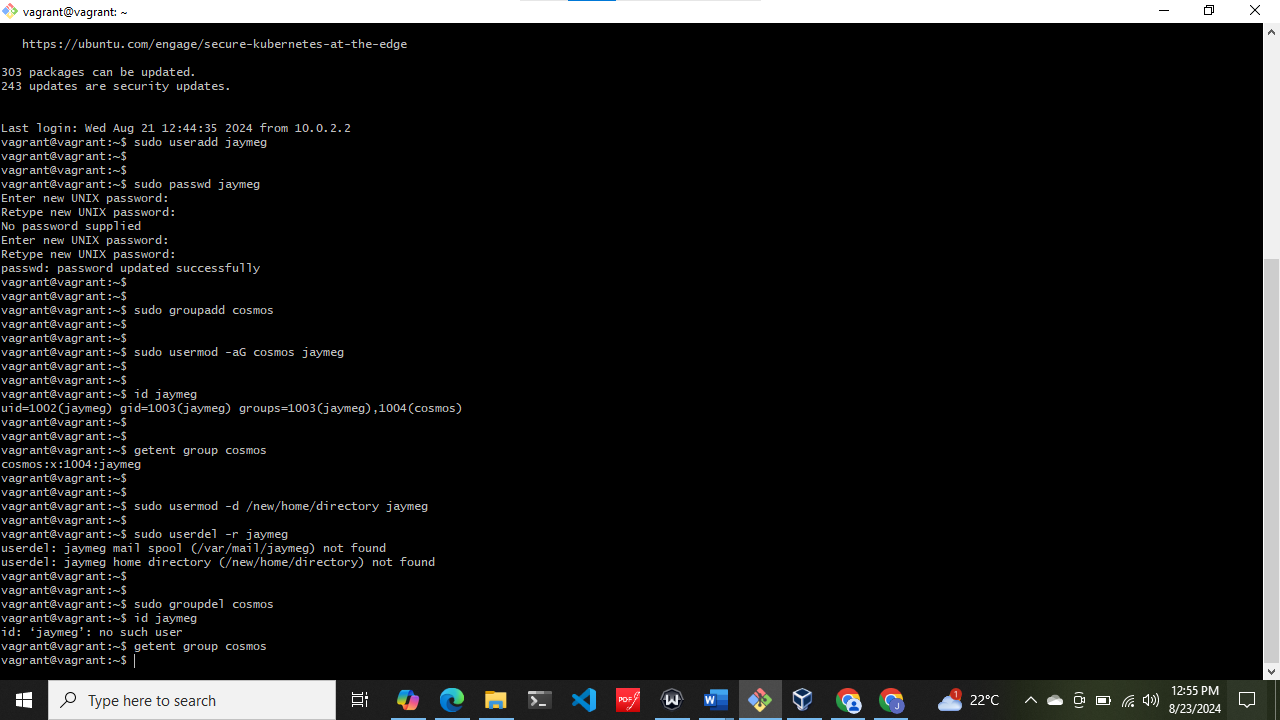 vagrant@vagrant: ~
https://ubuntu.com/engage/secure-kubernetes-at-the-edge
303 packages can be updated.
243 updates are security updates.
Last login: Wed Aug 21 12:44:35 2024 from 10.0.2.2
vagrant@vagrant:~$ sudo useradd jaymeg
vagrant@vagrant:~$
vagrant@vagrant:~$
vagrant@vagrant:~$ sudo passwd jaymeg
Enter new UNIX password:
Retype new UNIX password:
No password supplied
Enter new UNIX password:
Retype new UNIX password:
passwd: password updated successfully
vagrant@vagrant:~$
vagrant@vagrant:~$
vagrant@vagrant:~$ sudo groupadd cosmos
vagrant@vagrant:~$
vagrant@vagrant:~$
vagrant@vagrant:~$ sudo usermod -aG cosmos jaymeg
vagrant@vagrant:~$
vagrant@vagrant:~$
vagrant@vagrant:~$ id jaymeg
uid=1002(jaymeg) gid=1003(jaymeg) groups=1003(jaymeg),1004(cosmos)
vagrant@vagrant:~$
vagrant@vagrant:~$
vagrant@vagrant:~$ getent group cosmos
cosmos:x:1004:jaymeg
vagrant@vagrant:~$
vagrant@vagrant:~$
vagrant@vagrant:~$ sudo usermod -d /new/home/directory jaymeg
vagrant@vagrant:~$
vagrant@vagrant:~$ sudo userdel -r jaymeg
userdel: jaymeg mail spool (/var/mail/jaymeg) not found
userdel: jaymeg home directory (/new/home/directory) not found
vagrant@vagrant:~$
vagrant@vagrant:~$
vagrant@vagrant:~$ sudo groupdel cosmos
vagrant@vagrant:~$ id jaymeg
id: ‘jaymeg’: no such user
vagrant@vagrant:~$ getent group cosmos
vagrant@vagrant:~$
Type here to search
PDF
W
W
J
1
22°C
12:55 PM
8/23/2024